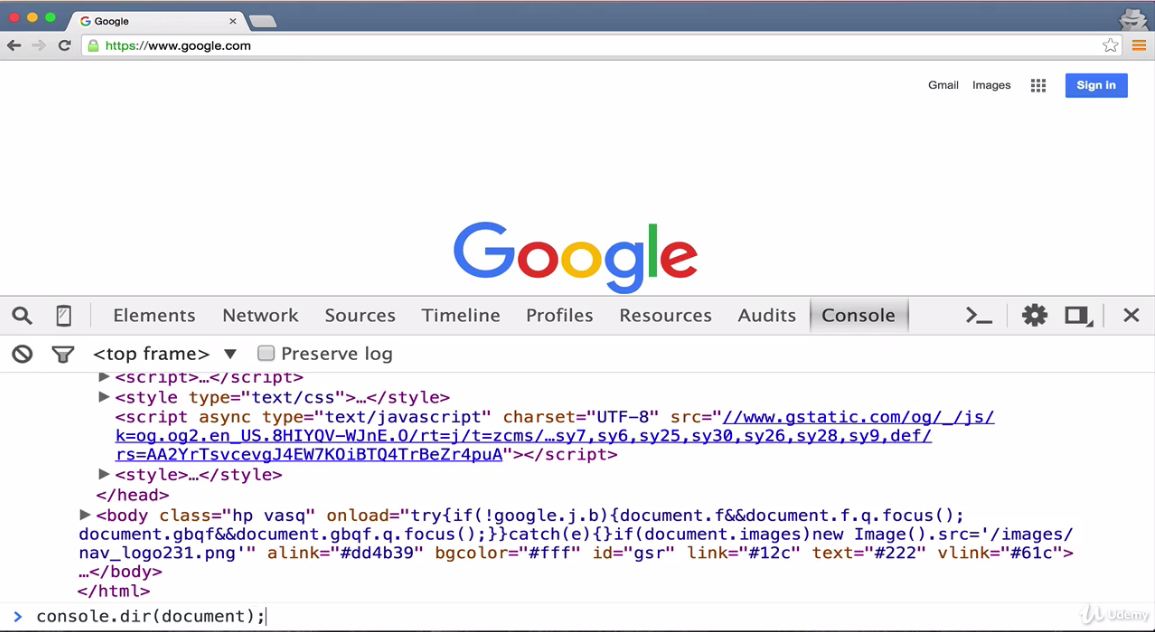 Google
https://www.google.com
Gmail Images Sign in
Google
Elements Network Sources Timeline Profiles Resources Audits Console
<top frame> Preserve log
<script>…</script>
<style type="text/css">…</style>
<script async type="text/javascript" charset="UTF-8" src="//www.gstatic.com/og/_/js/
k=og.og2.en_US.8HIYQV-WJnE.O/rt=j/t=zcms/…sy7,sy6,sy25,sy30,sy26,sy28,sy9,def/
rs=AA2YrTsvcevgJ4EW7KOiBTQ4TrBeZr4puA"></script>
<style>…</style>
</head>
<body class="hp vasq" onload="try{if(!google.j.b){document.f&&document.f.q.focus();
document.gbqf&&document.gbqf.q.focus();}}catch(e){}if(document.images)new Image().src='/images/
nav_logo231.png'" alink="#dd4b39" bgcolor="#fff" id="gsr" link="#12c" text="#222" vlink="#61c">
…</body>
</html>
> console.dir(document);
Udemy